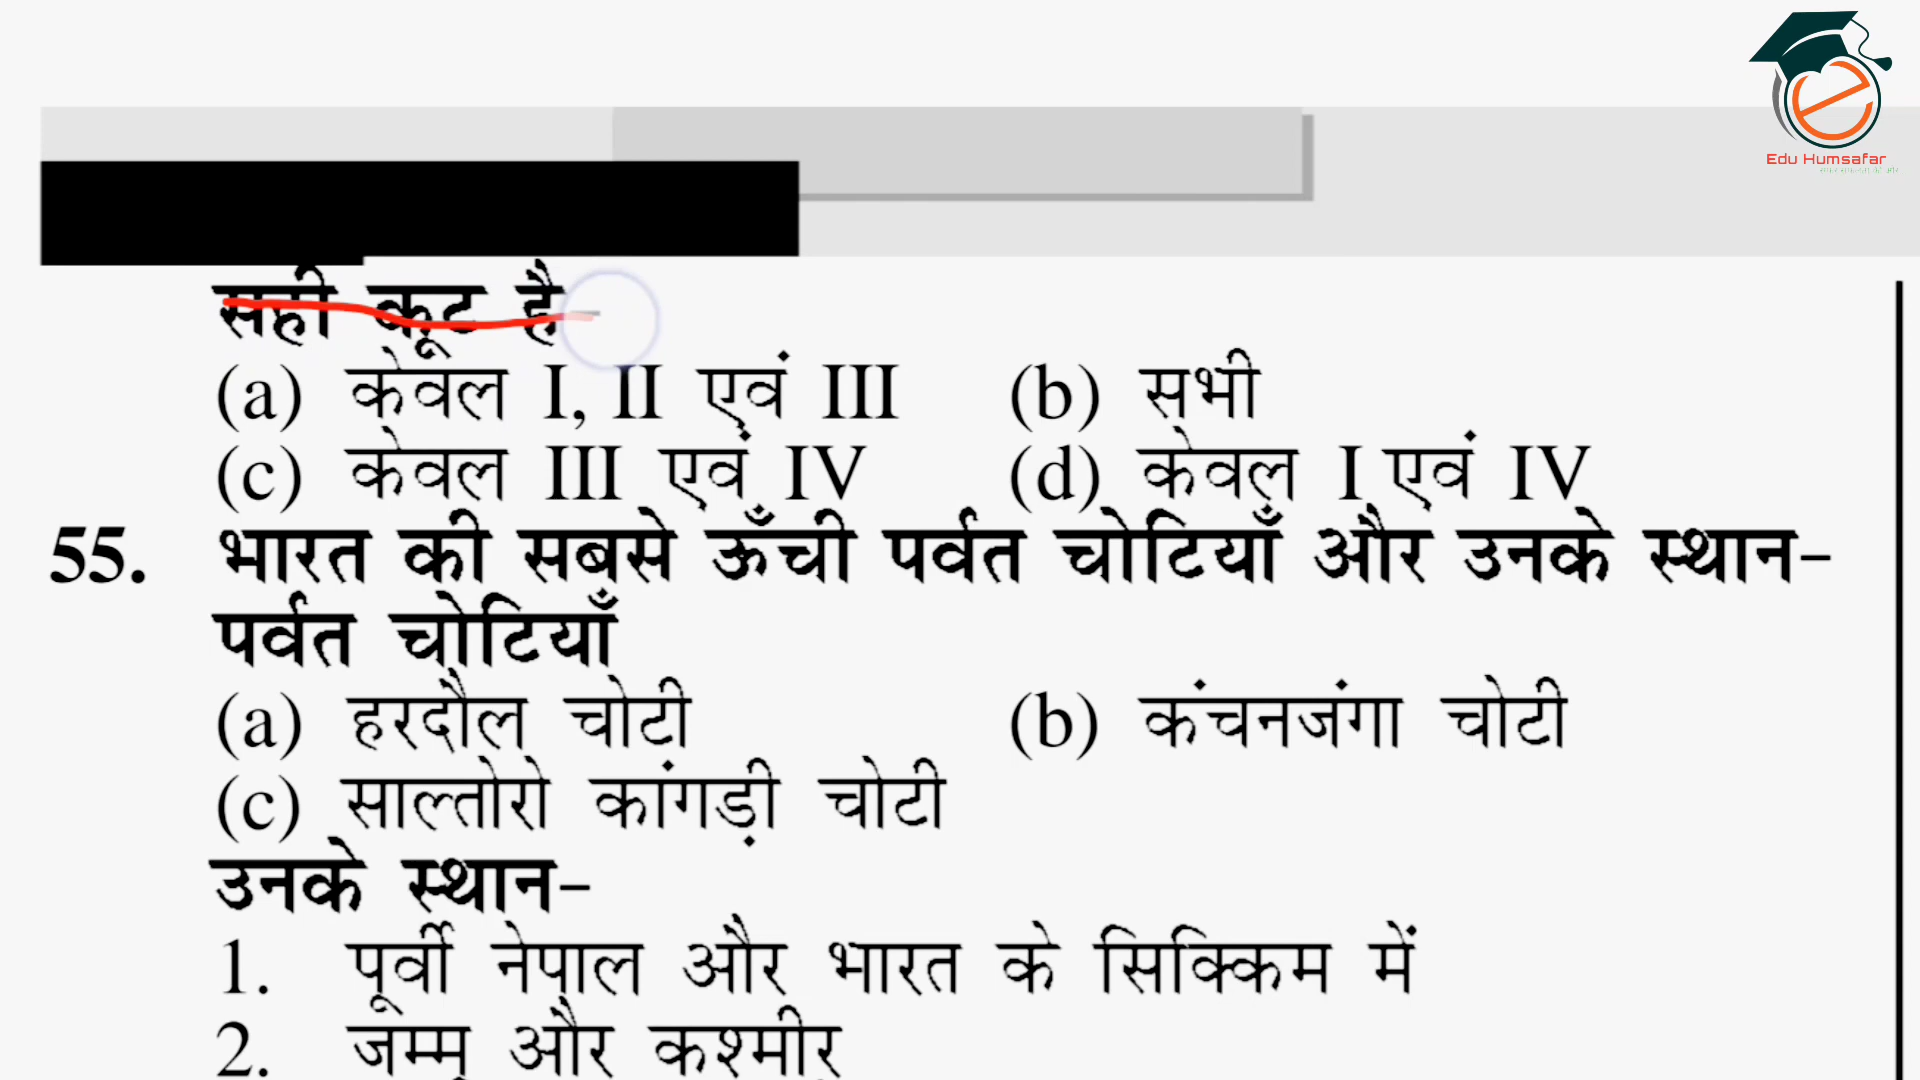 Edu Humsafar
सही कूट है-
(a) केवल I, II एवं III (b) सभी
(c) केवल III एवं IV (d) केवल I एवं IV
55. भारत की सबसे ऊँची पर्वत चोटियाँ और उनके स्थान-
पर्वत चोटियाँ
(a) हरदौल चोटी (b) कंचनजंगा चोटी
(c) साल्तोरो कांगड़ी चोटी
उनके स्थान-
1. पूर्वी नेपाल और भारत के सिक्किम में
2. जम्मू और कश्मीर